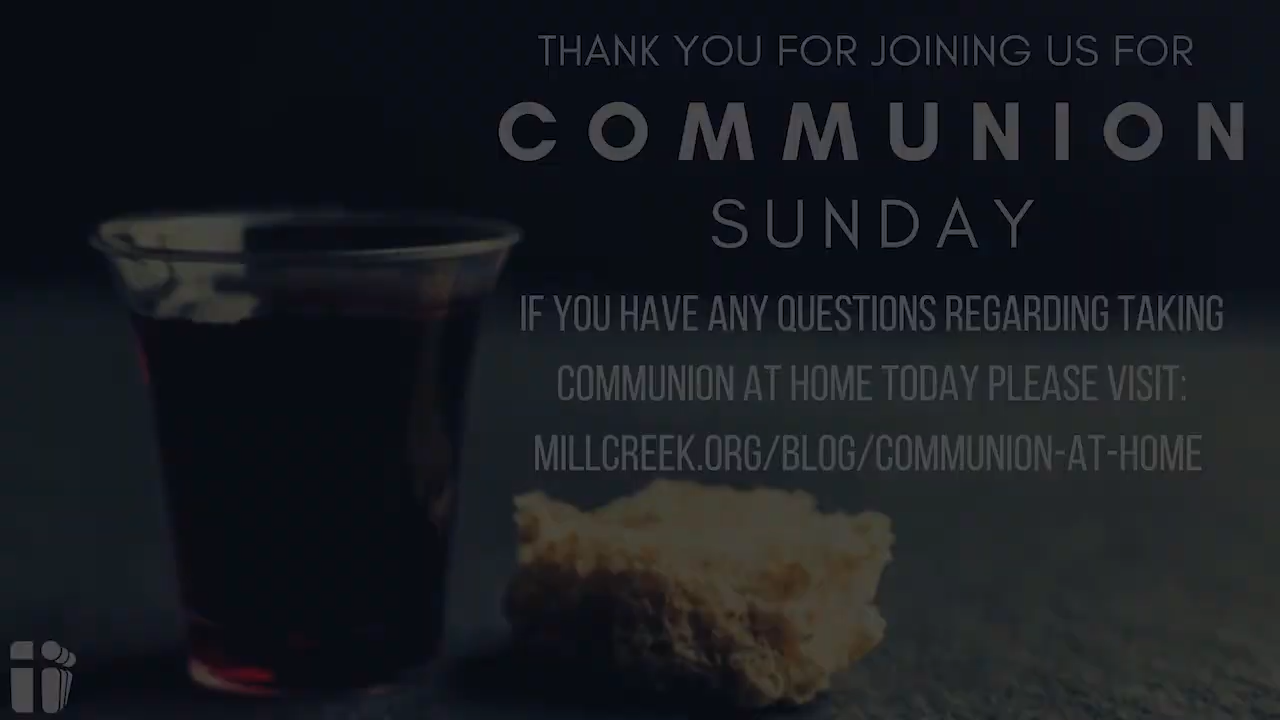 THANK YOU FOR JOINING US FOR
COMMUNION
SUNDAY
IF YOU HAVE ANY QUESTIONS REGARDING TAKING
COMMUNION AT HOME TODAY PLEASE VISIT:
MILLCREEK.ORG/BLOG/COMMUNION-AT-HOME